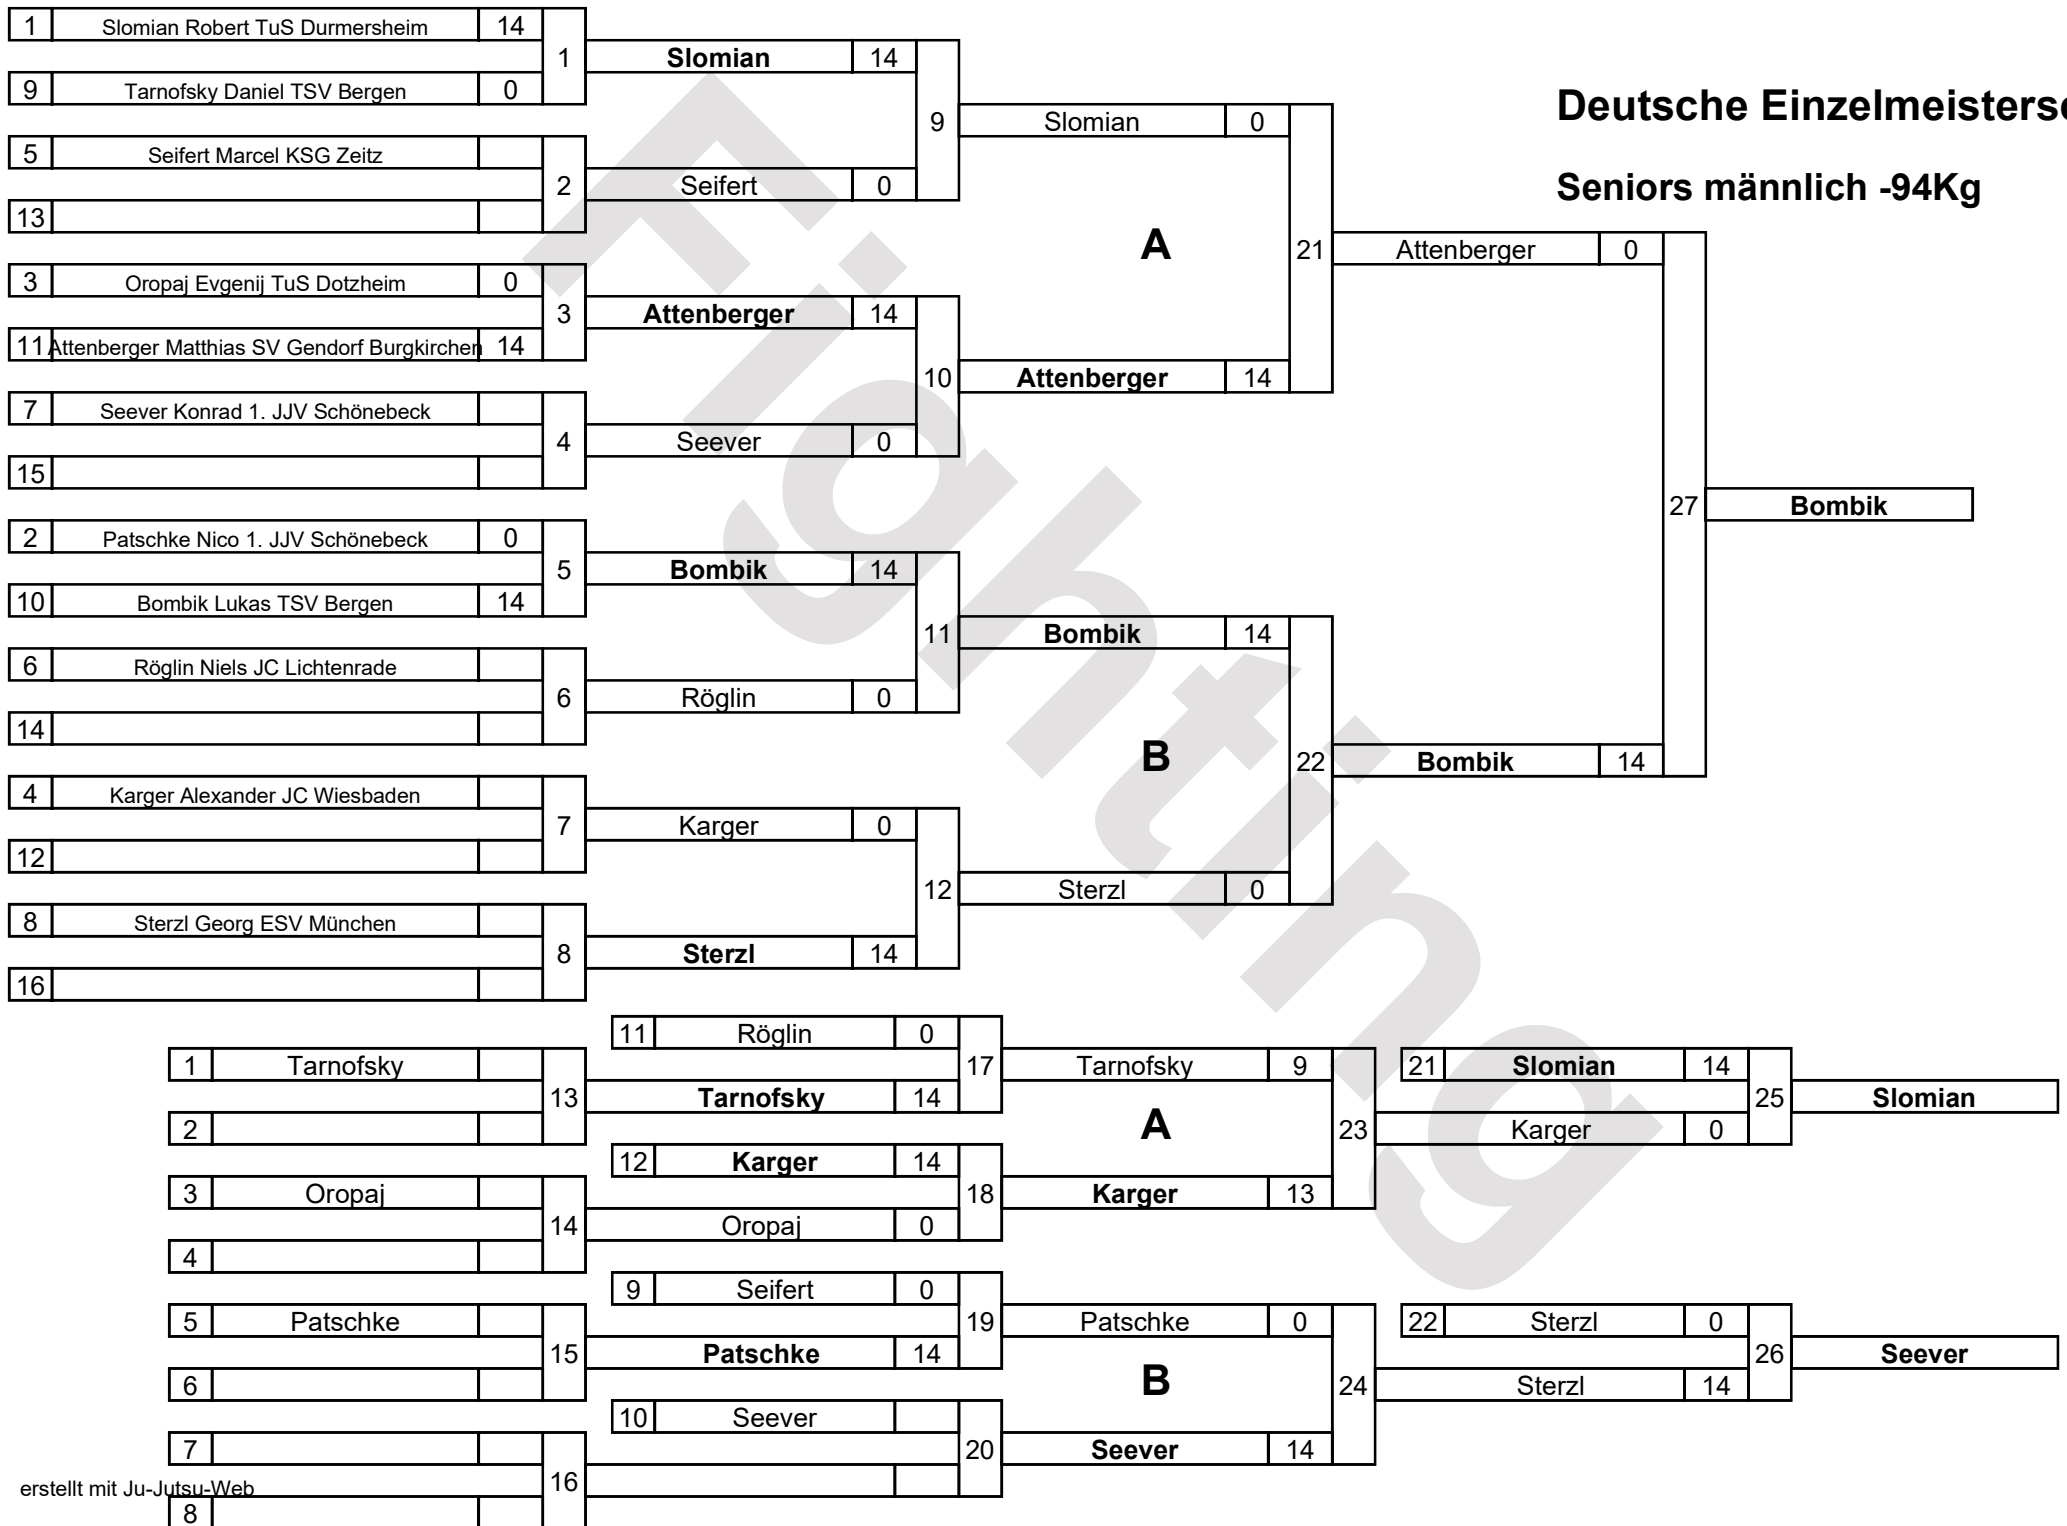 1 Slomian Robert TuS Durmersheim 14
1
9 Tarnofsky Daniel TSV Bergen 0
Slomian 14
9
5 Seifert Marcel KSG Zeitz
2
13
Seifert 0
3 Oropaj Evgenij TuS Dotzheim 0
3
11 Attenberger Matthias SV Gendorf Burgkirchen 14
Attenberger 14
10
7 Seever Konrad 1. JJV Schönebeck
4
15
Seever 0
2 Patschke Nico 1. JJV Schönebeck 0
5
10 Bombik Lukas TSV Bergen 14
Bombik 14
11
6 Röglin Niels JC Lichtenrade
6
14
Röglin 0
4 Karger Alexander JC Wiesbaden
7
12
Karger 0
12
8 Sterzl Georg ESV München
8
16
Sterzl 14
Slomian 0
A
21
Attenberger 14
Bombik 14
B
22
Sterzl 0
Deutsche Einzelmeistersc
Seniors männlich -94Kg
Attenberger 0
27
Bombik 14
Bombik
Fighting
1 Tarnofsky
13
2
3 Oropaj
14
4
5 Patschke
15
6
7
16
8
11 Röglin 0
17
Tarnofsky 14
12 Karger 14
18
Oropaj 0
9 Seifert 0
19
Patschke 14
10 Seever
20
Tarnofsky 9
A
23
Karger 13
Patschke 0
B
24
Seever 14
21 Slomian 14
25
Karger 0
Slomian
22 Sterzl 0
26
Sterzl 14
Seever
erstellt mit Ju-Jutsu-Web